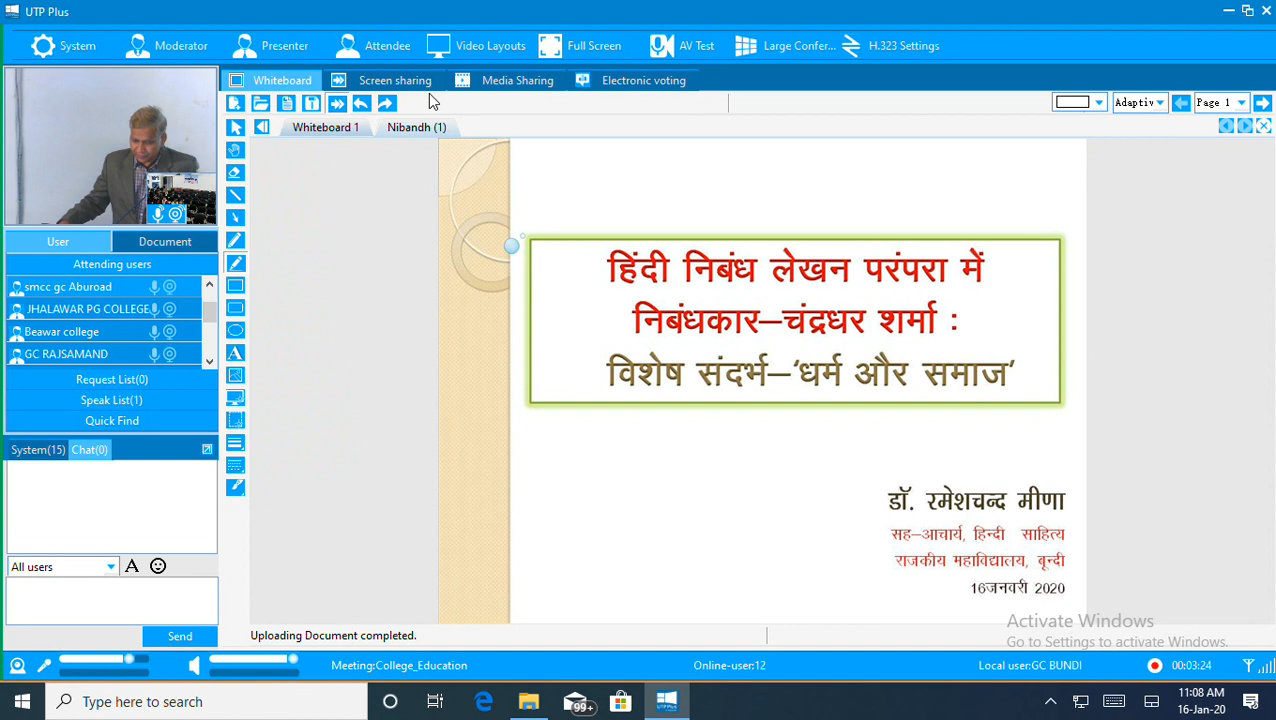 UTP Plus
System Moderator Presenter Attendee Video Layouts Full Screen AV Test Large Confer... H.323 Settings
Whiteboard Screen sharing Media Sharing Electronic voting
Adaptiv Page 1
Whiteboard 1 Nibandh (1)
User Document
Attending users
smcc gc Aburoad
JHALAWAR PG COLLEGE
Beawar college
GC RAJSAMAND
Request List(0)
Speak List(1)
Quick Find
System(15) Chat(0)
All users A
Send
हिंदी निबंध लेखन परंपरा में
निबंधकार–चंद्रधर शर्मा :
विशेष संदर्भ–‘धर्म और समाज’
डॉ. रमेशचन्द मीणा
सह–आचार्य, हिन्दी साहित्य
राजकीय महाविद्यालय, बून्दी
16जनवरी 2020
Activate Windows
Go to Settings to activate Windows.
Uploading Document completed.
Meeting:College_Education Online-user:12 Local user:GC BUNDI 00:03:24
Type here to search 99+ 11:08 AM
16-Jan-20